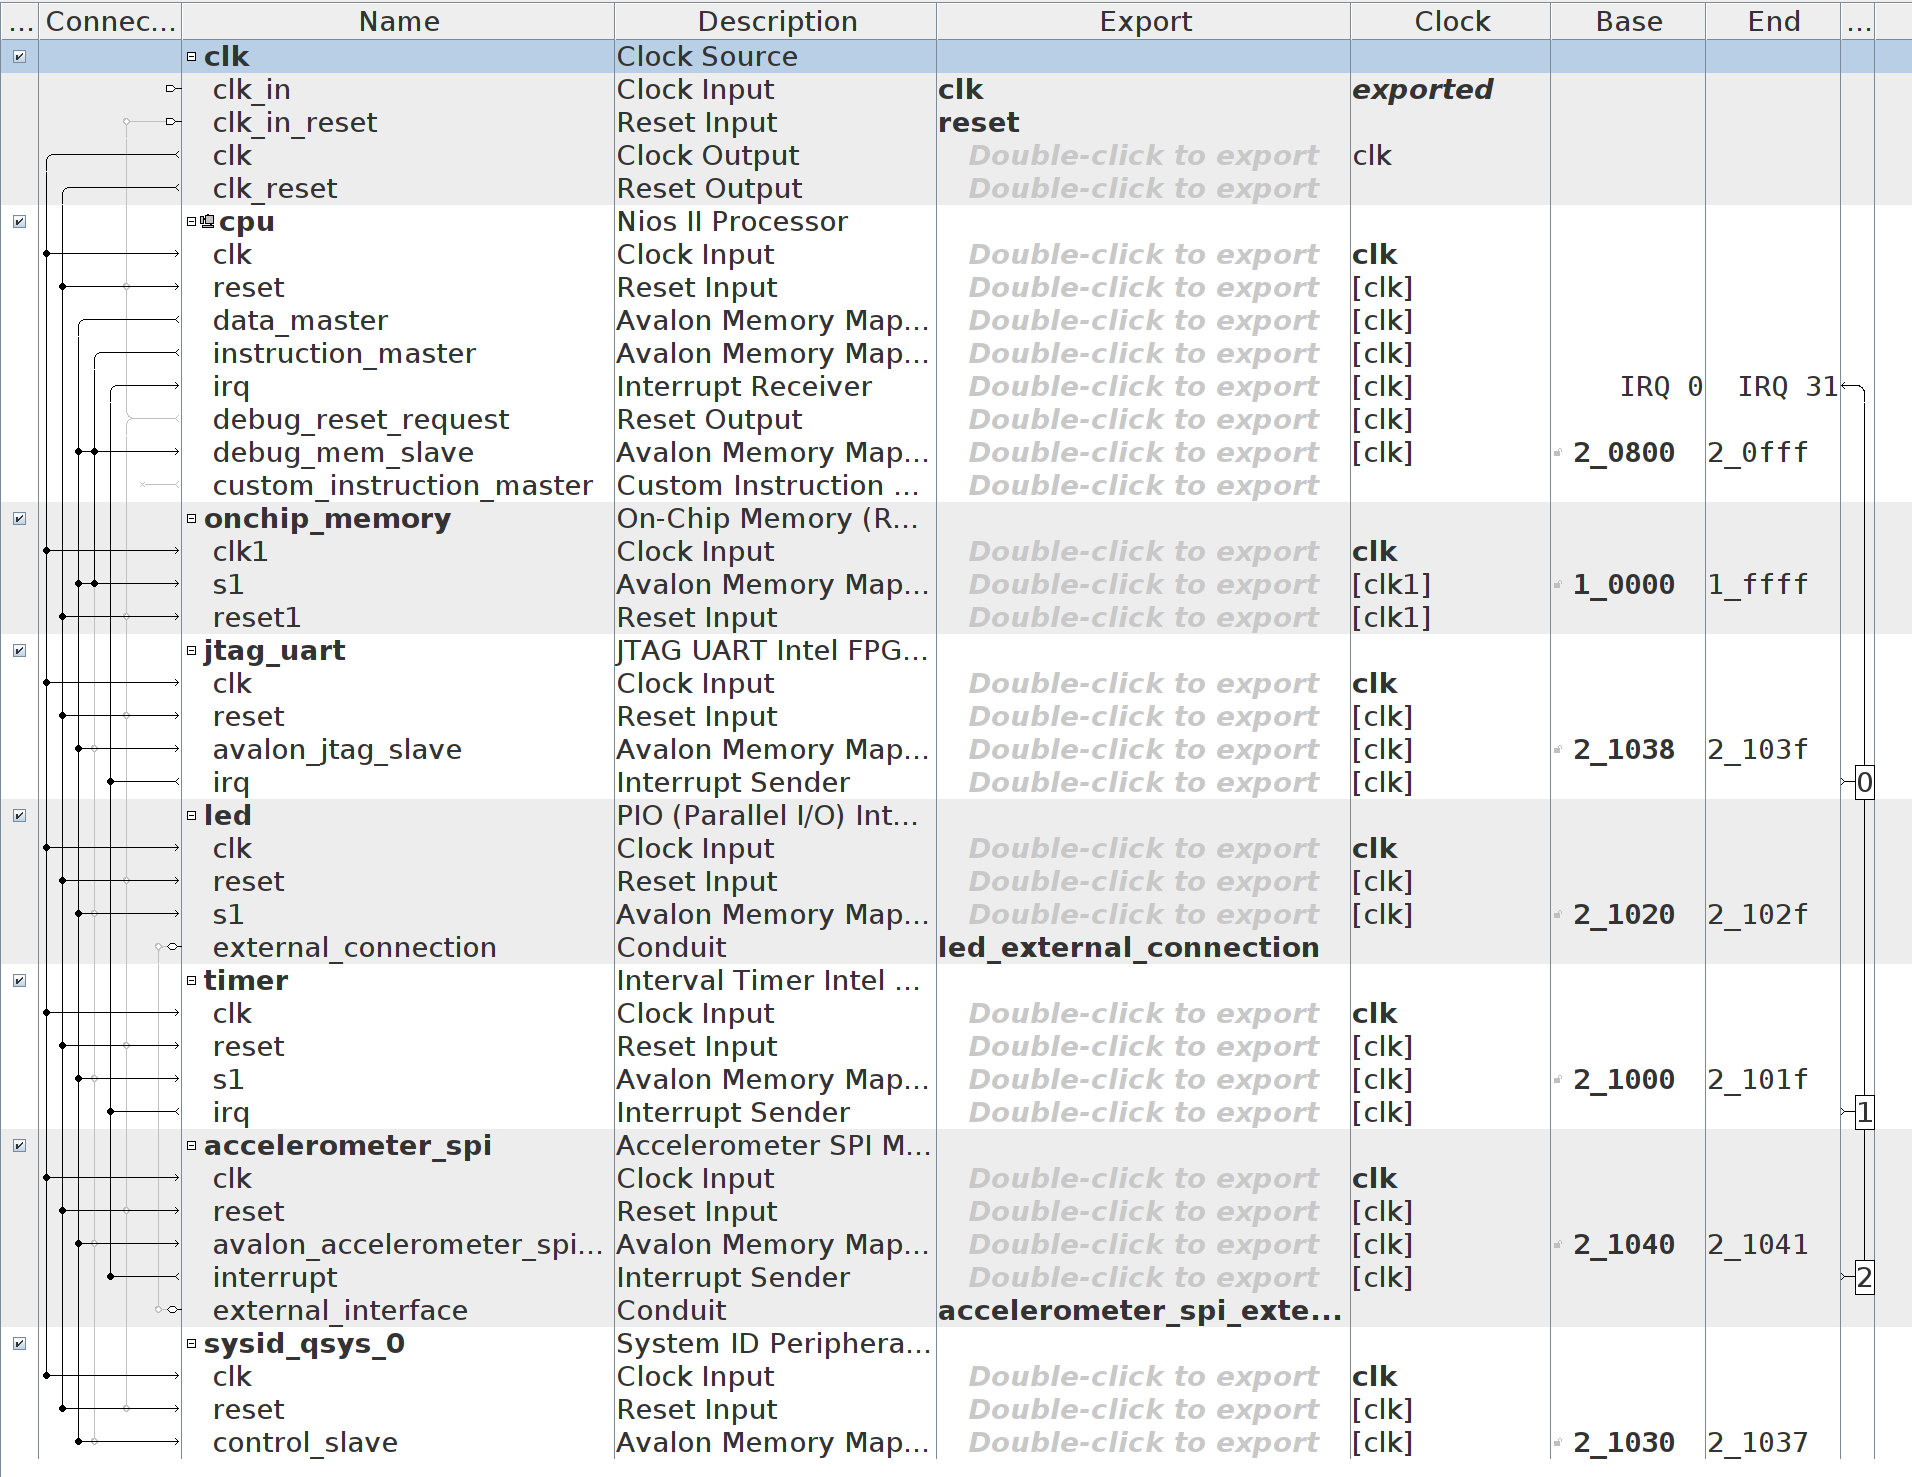 ... Connec... Name Description Export Clock Base End ...
clk Clock Source
clk_in Clock Input clk exported
clk_in_reset Reset Input reset
clk Clock Output Double-click to export clk
clk_reset Reset Output Double-click to export
cpu Nios II Processor
clk Clock Input Double-click to export clk
reset Reset Input Double-click to export [clk]
data_master Avalon Memory Map... Double-click to export [clk]
instruction_master Avalon Memory Map... Double-click to export [clk]
irq Interrupt Receiver Double-click to export [clk] IRQ 0 IRQ 31
debug_reset_request Reset Output Double-click to export [clk]
debug_mem_slave Avalon Memory Map... Double-click to export [clk] 2_0800 2_0fff
custom_instruction_master Custom Instruction ... Double-click to export
onchip_memory On-Chip Memory (R...
clk1 Clock Input Double-click to export clk
s1 Avalon Memory Map... Double-click to export [clk1] 1_0000 1_ffff
reset1 Reset Input Double-click to export [clk1]
jtag_uart JTAG UART Intel FPG...
clk Clock Input Double-click to export clk
reset Reset Input Double-click to export [clk]
avalon_jtag_slave Avalon Memory Map... Double-click to export [clk] 2_1038 2_103f
irq Interrupt Sender Double-click to export [clk] 0
led PIO (Parallel I/O) Int...
clk Clock Input Double-click to export clk
reset Reset Input Double-click to export [clk]
s1 Avalon Memory Map... Double-click to export [clk] 2_1020 2_102f
external_connection Conduit led_external_connection
timer Interval Timer Intel ...
clk Clock Input Double-click to export clk
reset Reset Input Double-click to export [clk]
s1 Avalon Memory Map... Double-click to export [clk] 2_1000 2_101f
irq Interrupt Sender Double-click to export [clk] 1
accelerometer_spi Accelerometer SPI M...
clk Clock Input Double-click to export clk
reset Reset Input Double-click to export [clk]
avalon_accelerometer_spi... Avalon Memory Map... Double-click to export [clk] 2_1040 2_1041
interrupt Interrupt Sender Double-click to export [clk] 2
external_interface Conduit accelerometer_spi_exte...
sysid_qsys_0 System ID Periphera...
clk Clock Input Double-click to export clk
reset Reset Input Double-click to export [clk]
control_slave Avalon Memory Map... Double-click to export [clk] 2_1030 2_1037